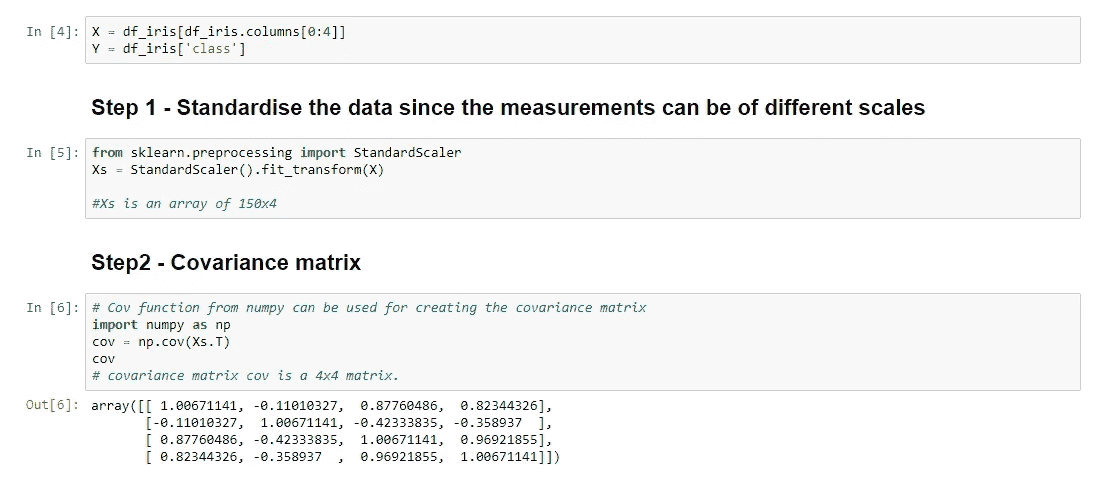 In [4]: X = df_iris[df_iris.columns[0:4]]
Y = df_iris['class']
Step 1 - Standardise the data since the measurements can be of different scales
In [5]: from sklearn.preprocessing import StandardScaler
Xs = StandardScaler().fit_transform(X)
#Xs is an array of 150x4
Step2 - Covariance matrix
In [6]: # Cov function from numpy can be used for creating the covariance matrix
import numpy as np
cov = np.cov(Xs.T)
cov
# covariance matrix cov is a 4x4 matrix.
Out[6]: array([[ 1.00671141, -0.11010327,  0.87760486,  0.82344326],
[-0.11010327,  1.00671141, -0.42333835, -0.358937  ],
[ 0.87760486, -0.42333835,  1.00671141,  0.96921855],
[ 0.82344326, -0.358937  ,  0.96921855,  1.00671141]])